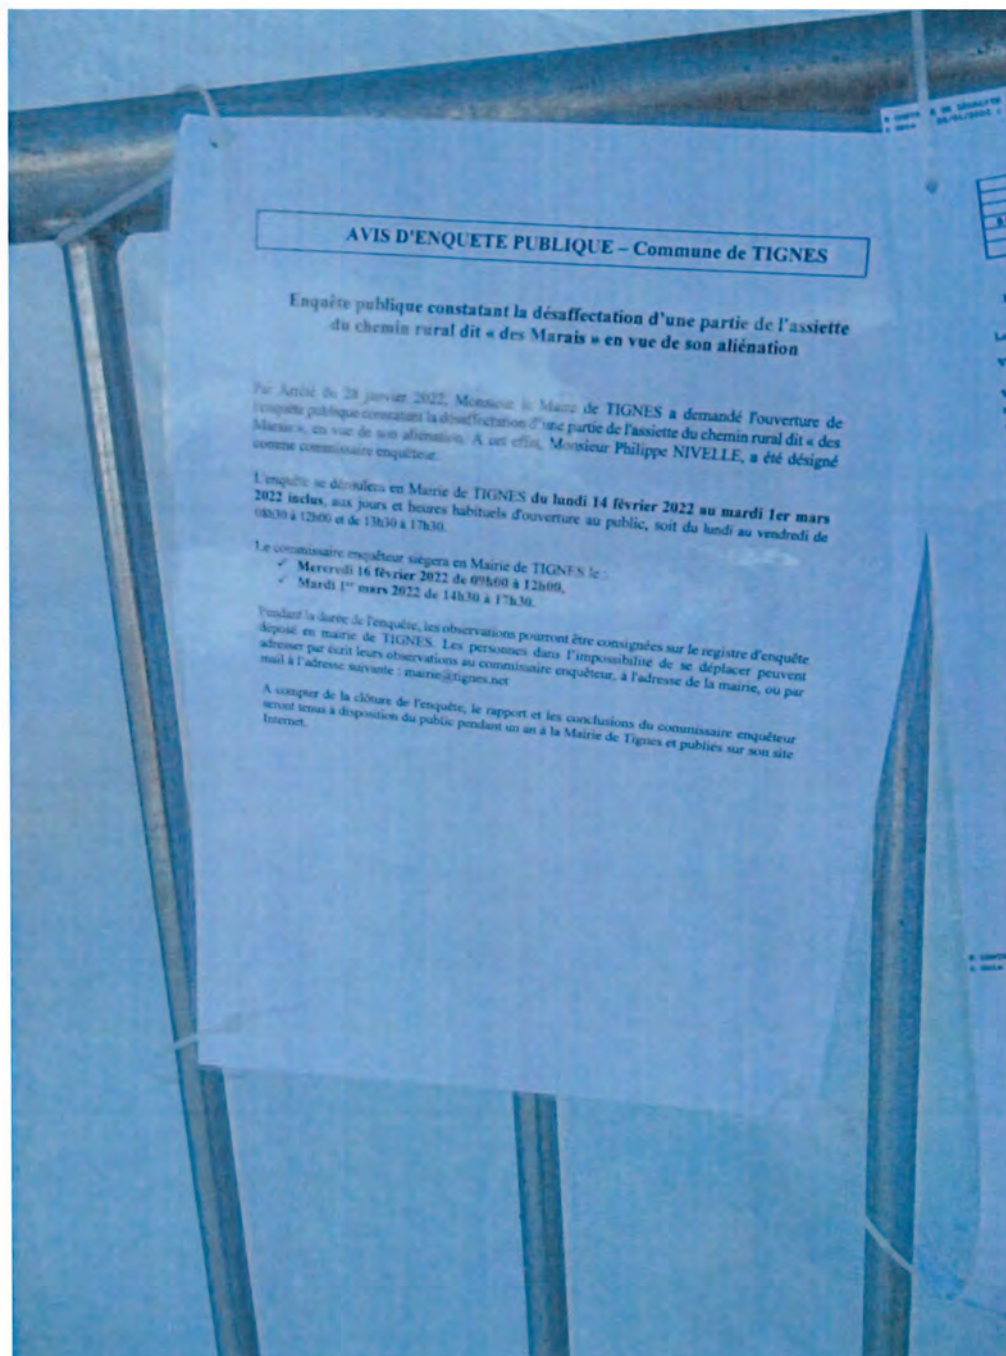 AVIS D'ENQUETE PUBLIQUE – Commune de TIGNES
Enquête publique constatant la désaffectation d'une partie de l'assiette
du chemin rural dit « des Marais » en vue de son aliénation
Par Arrêté du 28 janvier 2022, Monsieur le Maire de TIGNES a demandé l'ouverture de
l'enquête publique constatant la désaffectation d'une partie de l'assiette du chemin rural dit « des
Marais », en vue de son aliénation. A cet effet, Monsieur Philippe NIVELLE, a été désigné
comme commissaire enquêteur.
L'enquête se déroulera en Mairie de TIGNES du lundi 14 février 2022 au mardi 1er mars
2022 inclus, aux jours et heures habituels d'ouverture au public, soit du lundi au vendredi de
08h30 à 12h00 et de 13h30 à 17h30.
Le commissaire enquêteur siègera en Mairie de TIGNES le :
✓ Mercredi 16 février 2022 de 09h00 à 12h00,
✓ Mardi 1er mars 2022 de 14h30 à 17h30.
Pendant la durée de l'enquête, les observations pourront être consignées sur le registre d'enquête
déposé en mairie de TIGNES. Les personnes dans l'impossibilité de se déplacer peuvent
adresser par écrit leurs observations au commissaire enquêteur, à l'adresse de la mairie, ou par
mail à l'adresse suivante : mairie@tignes.net
A compter de la clôture de l'enquête, le rapport et les conclusions du commissaire enquêteur
seront tenus à disposition du public pendant un an à la Mairie de Tignes et publiés sur son site
Internet.